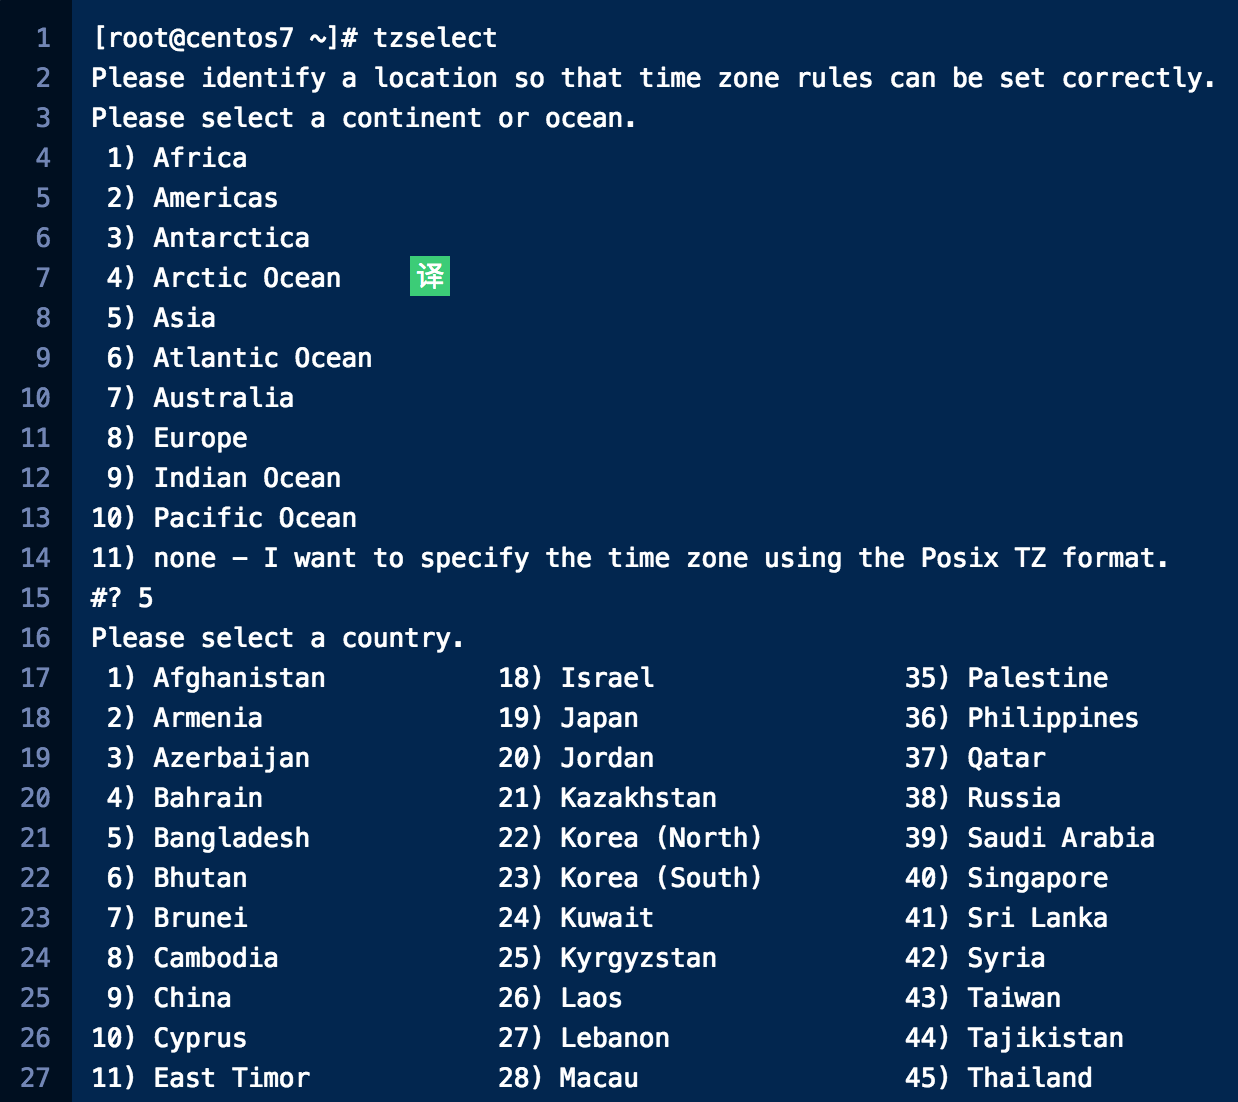 1 [root@centos7 ~]# tzselect
2 Please identify a location so that time zone rules can be set correctly.
3 Please select a continent or ocean.
4 1) Africa
5 2) Americas
6 3) Antarctica
7 4) Arctic Ocean 译
8 5) Asia
9 6) Atlantic Ocean
10 7) Australia
11 8) Europe
12 9) Indian Ocean
13 10) Pacific Ocean
14 11) none – I want to specify the time zone using the Posix TZ format.
15 #? 5
16 Please select a country.
17 1) Afghanistan 18) Israel 35) Palestine
18 2) Armenia 19) Japan 36) Philippines
19 3) Azerbaijan 20) Jordan 37) Qatar
20 4) Bahrain 21) Kazakhstan 38) Russia
21 5) Bangladesh 22) Korea (North) 39) Saudi Arabia
22 6) Bhutan 23) Korea (South) 40) Singapore
23 7) Brunei 24) Kuwait 41) Sri Lanka
24 8) Cambodia 25) Kyrgyzstan 42) Syria
25 9) China 26) Laos 43) Taiwan
26 10) Cyprus 27) Lebanon 44) Tajikistan
27 11) East Timor 28) Macau 45) Thailand